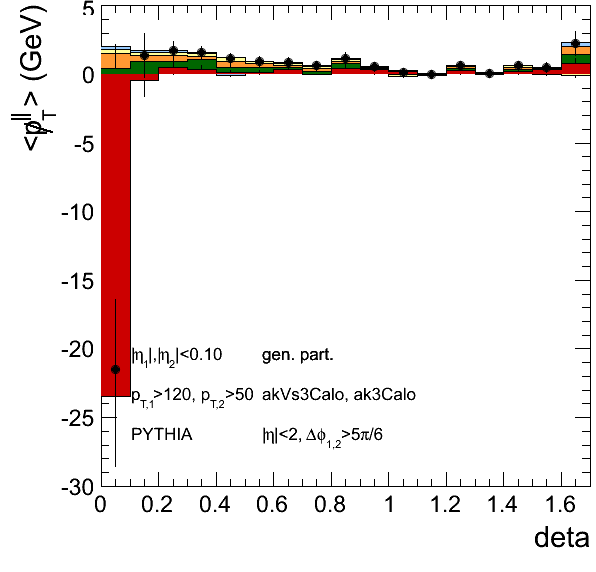 <p̸_T^∥> (GeV)
5
0
-5
-10
-15
-20
-25
-30
|η₁|,|η₂|<0.10 gen. part.
p_T,1>120, p_T,2>50 akVs3Calo, ak3Calo
PYTHIA |η|<2, Δϕ₁,₂>5π/6
0 0.2 0.4 0.6 0.8 1 1.2 1.4 1.6
deta